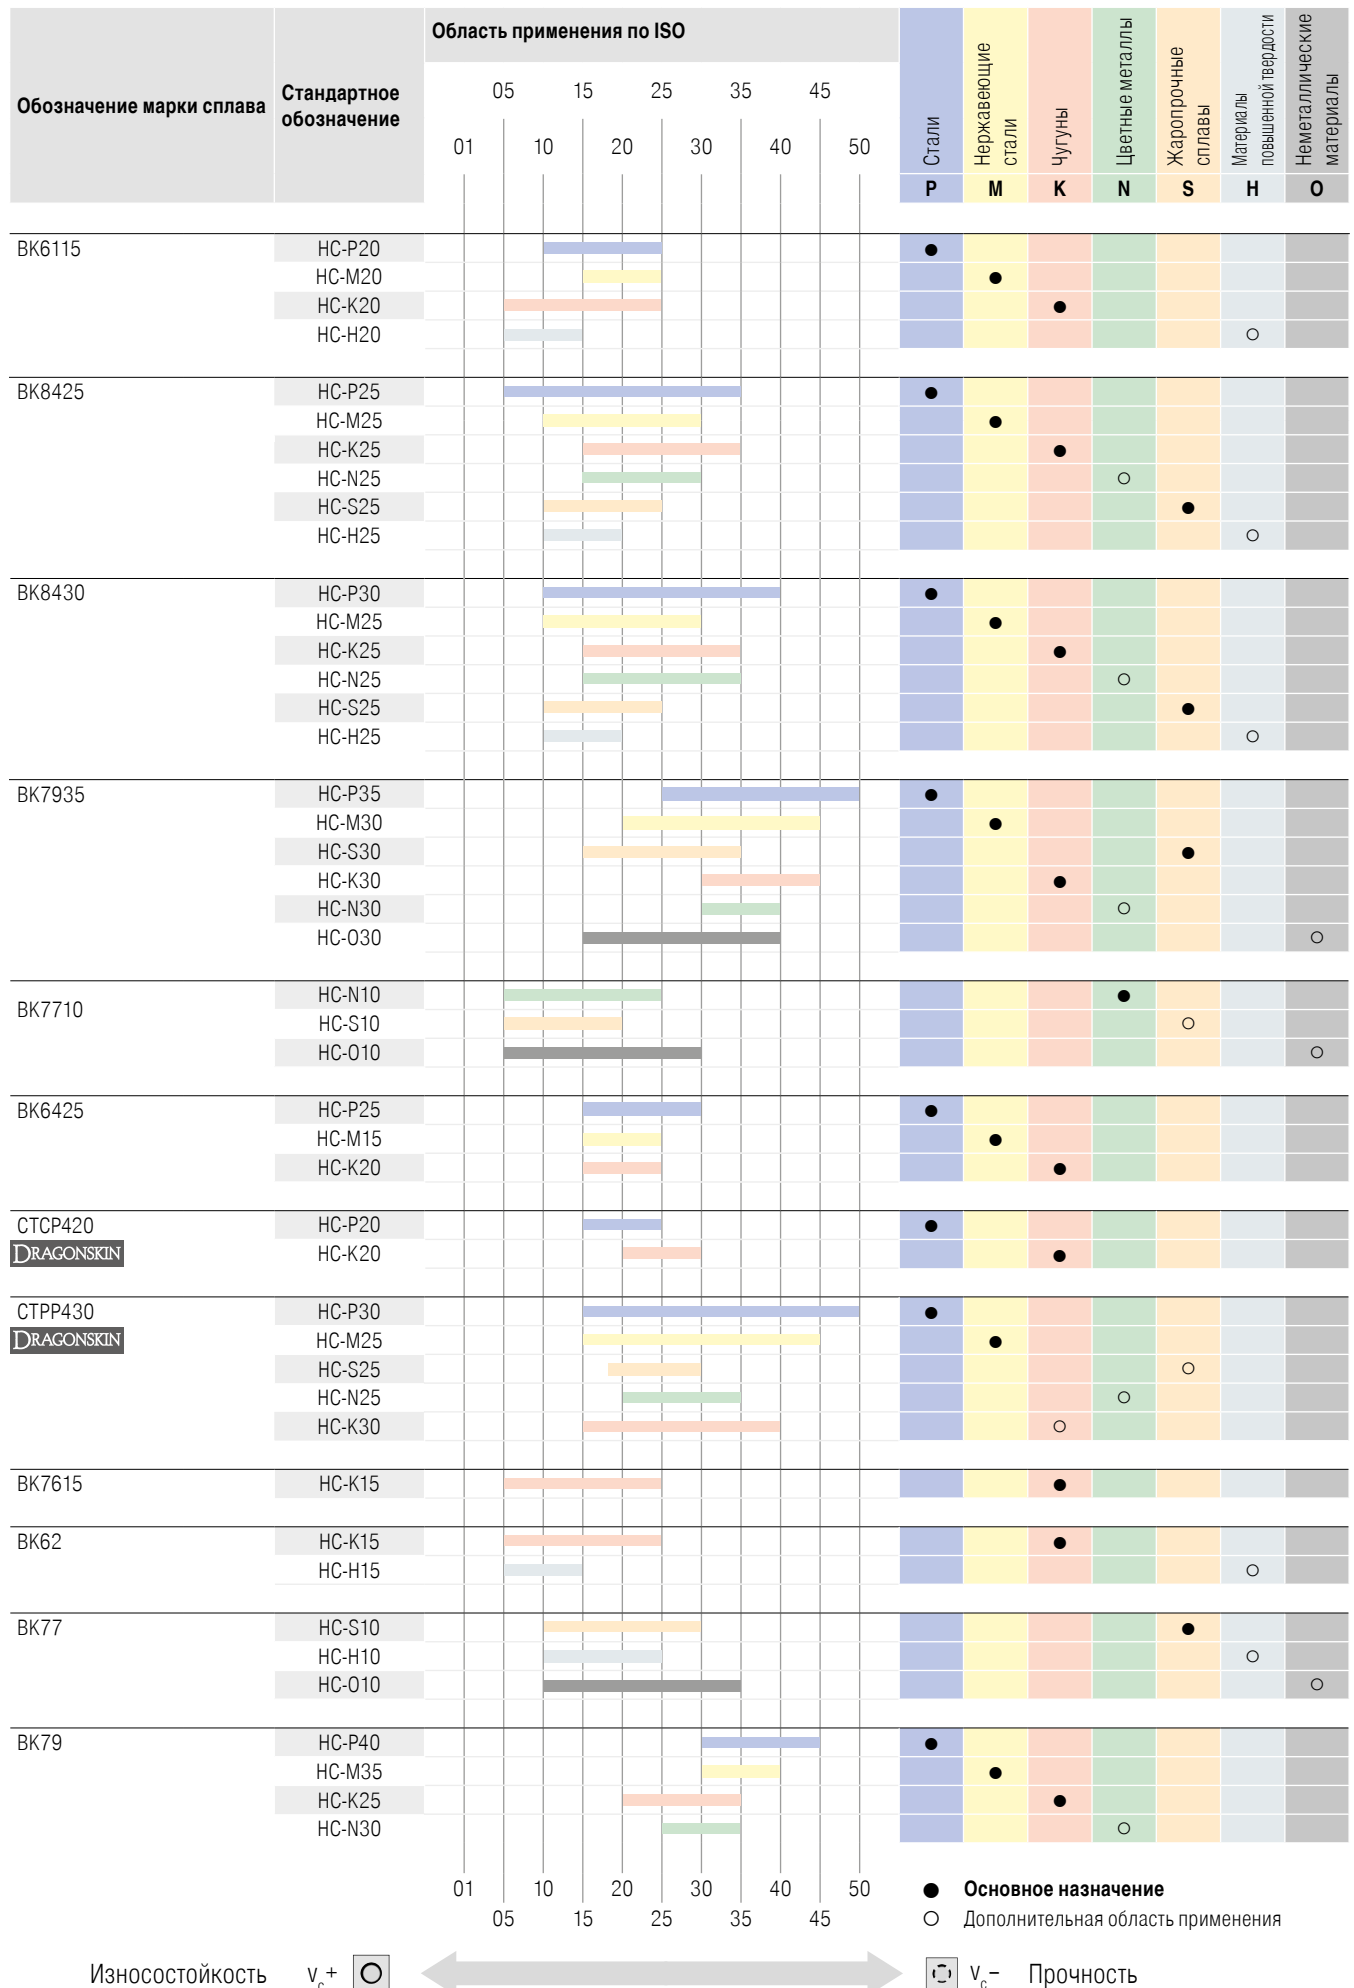 Область применения по ISO
Обозначение марки сплава
Стандартное
обозначение
05 15 25 35 45
01 10 20 30 40 50
Стали
Нержавеющие
стали
Чугуны
Цветные металлы
Жаропрочные
сплавы
Материалы
повышенной твердости
Неметаллические
материалы
P M K N S H O
BK6115 HC-P20
HC-M20
HC-K20
HC-H20
BK8425 HC-P25
HC-M25
HC-K25
HC-N25
HC-S25
HC-H25
BK8430 HC-P30
HC-M25
HC-K25
HC-N25
HC-S25
HC-H25
BK7935 HC-P35
HC-M30
HC-S30
HC-K30
HC-N30
HC-O30
BK7710 HC-N10
HC-S10
HC-O10
BK6425 HC-P25
HC-M15
HC-K20
CTCP420 HC-P20
DRAGONSKIN HC-K20
CTPP430 HC-P30
DRAGONSKIN HC-M25
HC-S25
HC-N25
HC-K30
BK7615 HC-K15
BK62 HC-K15
HC-H15
BK77 HC-S10
HC-H10
HC-O10
BK79 HC-P40
HC-M35
HC-K25
HC-N30
01 10 20 30 40 50
05 15 25 35 45
● Основное назначение
○ Дополнительная область применения
Износостойкость vc+ vc– Прочность